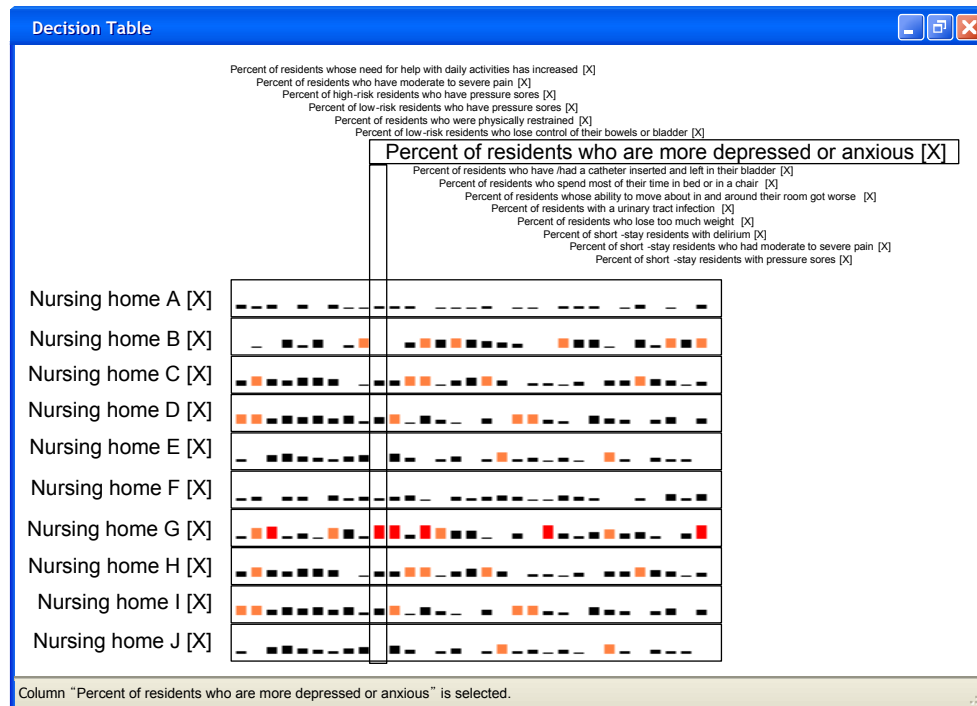 Decision Table
Percent of residents whose need for help with daily activities has increased [X]
Percent of residents who have moderate to severe pain [X]
Percent of high-risk residents who have pressure sores [X]
Percent of low-risk residents who have pressure sores [X]
Percent of residents who were physically restrained [X]
Percent of low-risk residents who lose control of their bowels or bladder [X]
Percent of residents who are more depressed or anxious [X]
Percent of residents who have /had a catheter inserted and left in their bladder [X]
Percent of residents who spend most of their time in bed or in a chair [X]
Percent of residents whose ability to move about in and around their room got worse [X]
Percent of residents with a urinary tract infection [X]
Percent of residents who lose too much weight [X]
Percent of short -stay residents with delirium [X]
Percent of short -stay residents who had moderate to severe pain [X]
Percent of short -stay residents with pressure sores [X]
Nursing home A [X]
Nursing home B [X]
Nursing home C [X]
Nursing home D [X]
Nursing home E [X]
Nursing home F [X]
Nursing home G [X]
Nursing home H [X]
Nursing home I [X]
Nursing home J [X]
Column “Percent of residents who are more depressed or anxious” is selected.